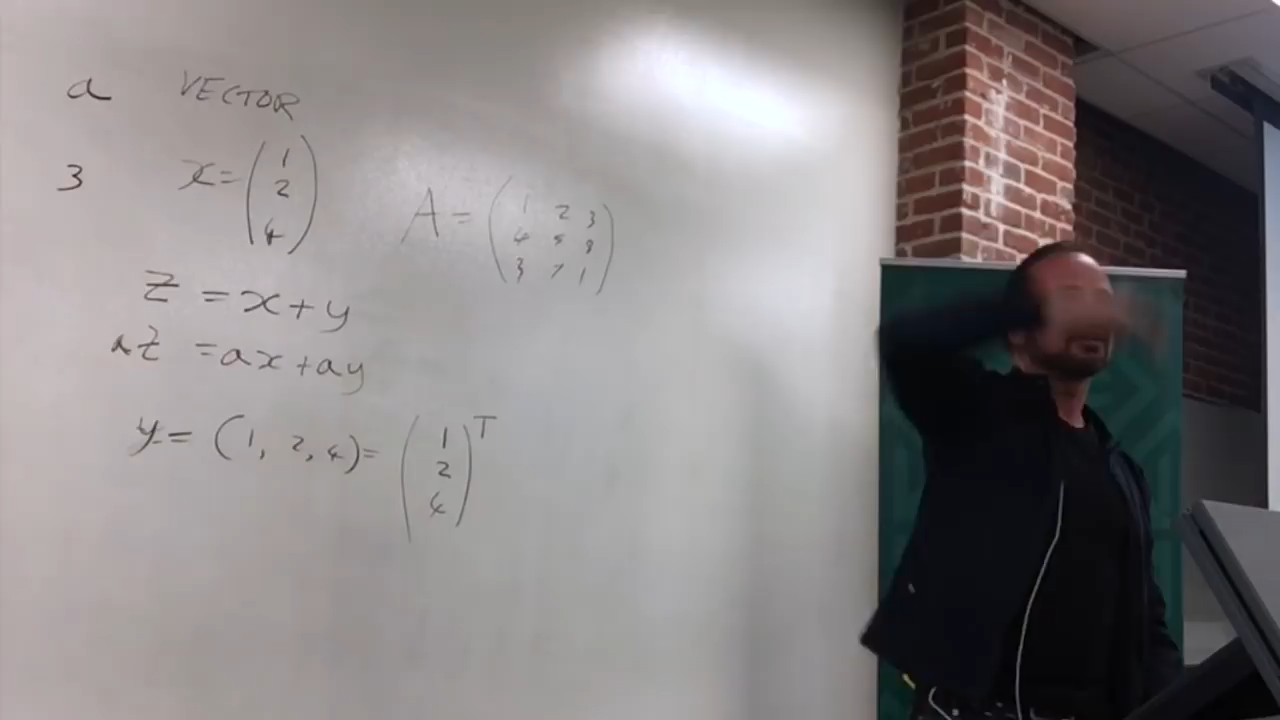 a VECTOR
3 x = (1 2 4)
A = (1 2 3
4 5 8
3 7 1)
z = x + y
az = ax + ay
y = (1, 2, 4) = (1 2 4)ᵀ